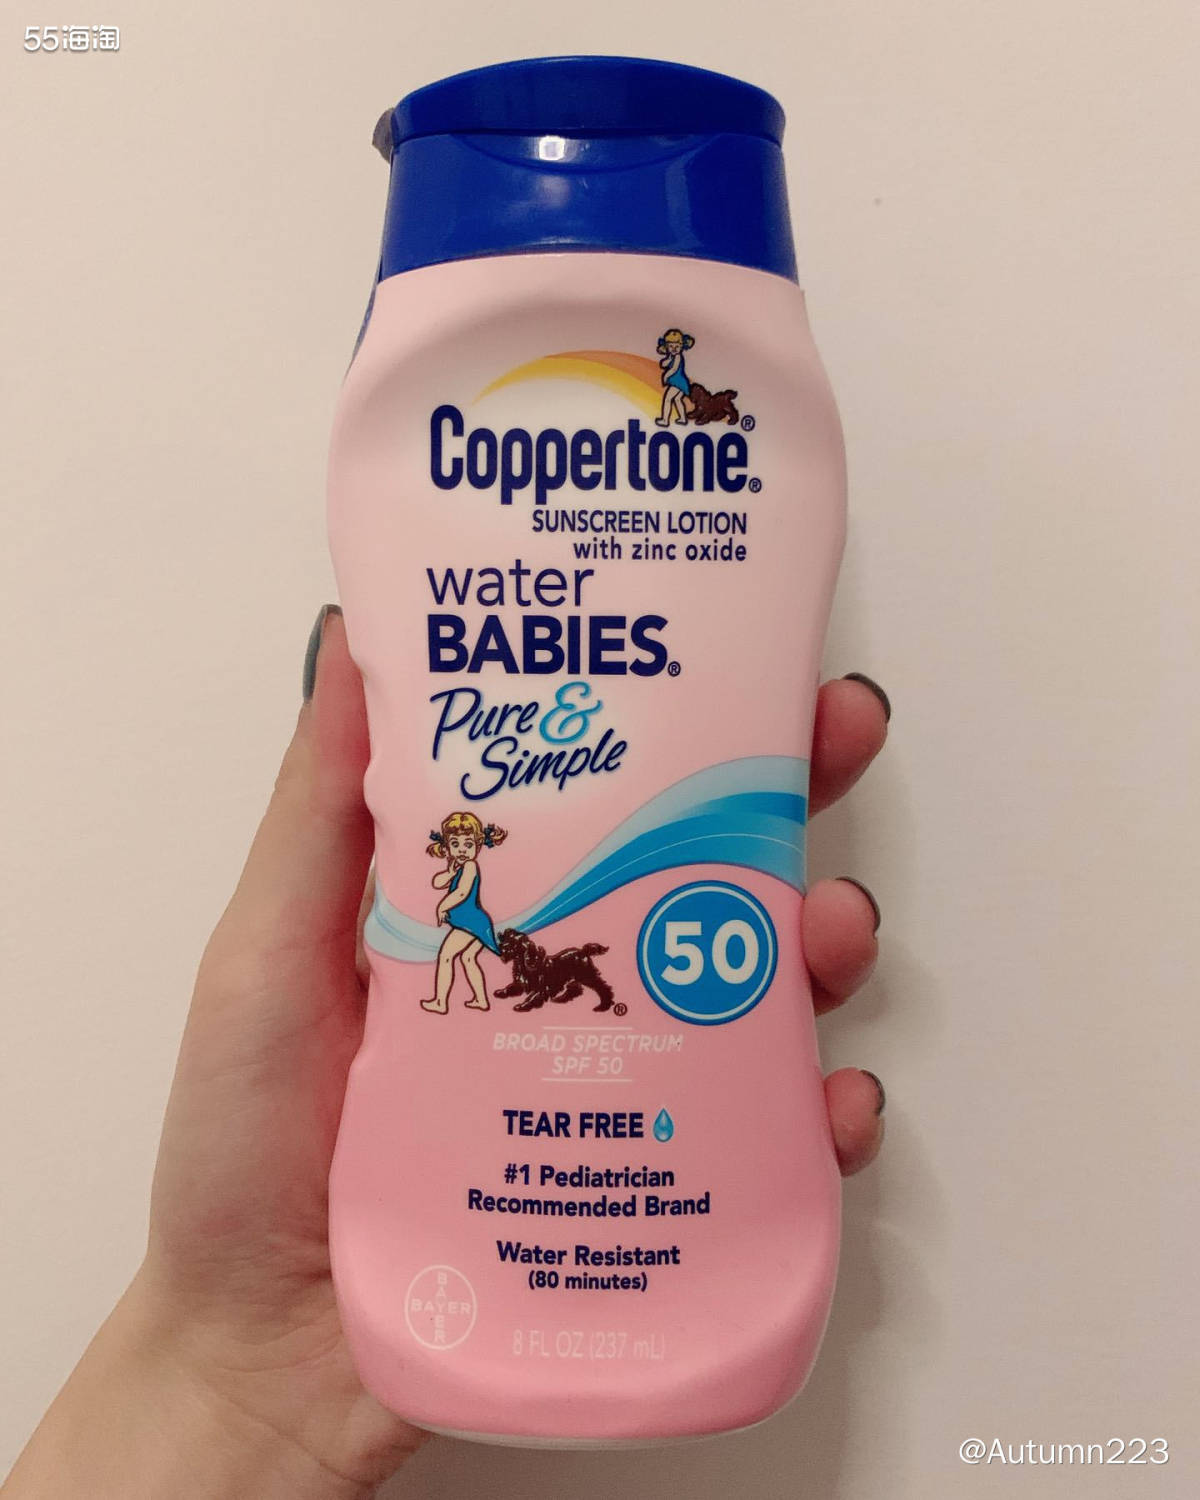 55海淘
Coppertone®
SUNSCREEN LOTION
with zinc oxide
water
BABIES®
Pure &
Simple
50
BROAD SPECTRUM
SPF 50
TEAR FREE
#1 Pediatrician
Recommended Brand
Water Resistant
(80 minutes)
BAYER
BAYER
8 FL OZ (237 mL)
@Autumn223